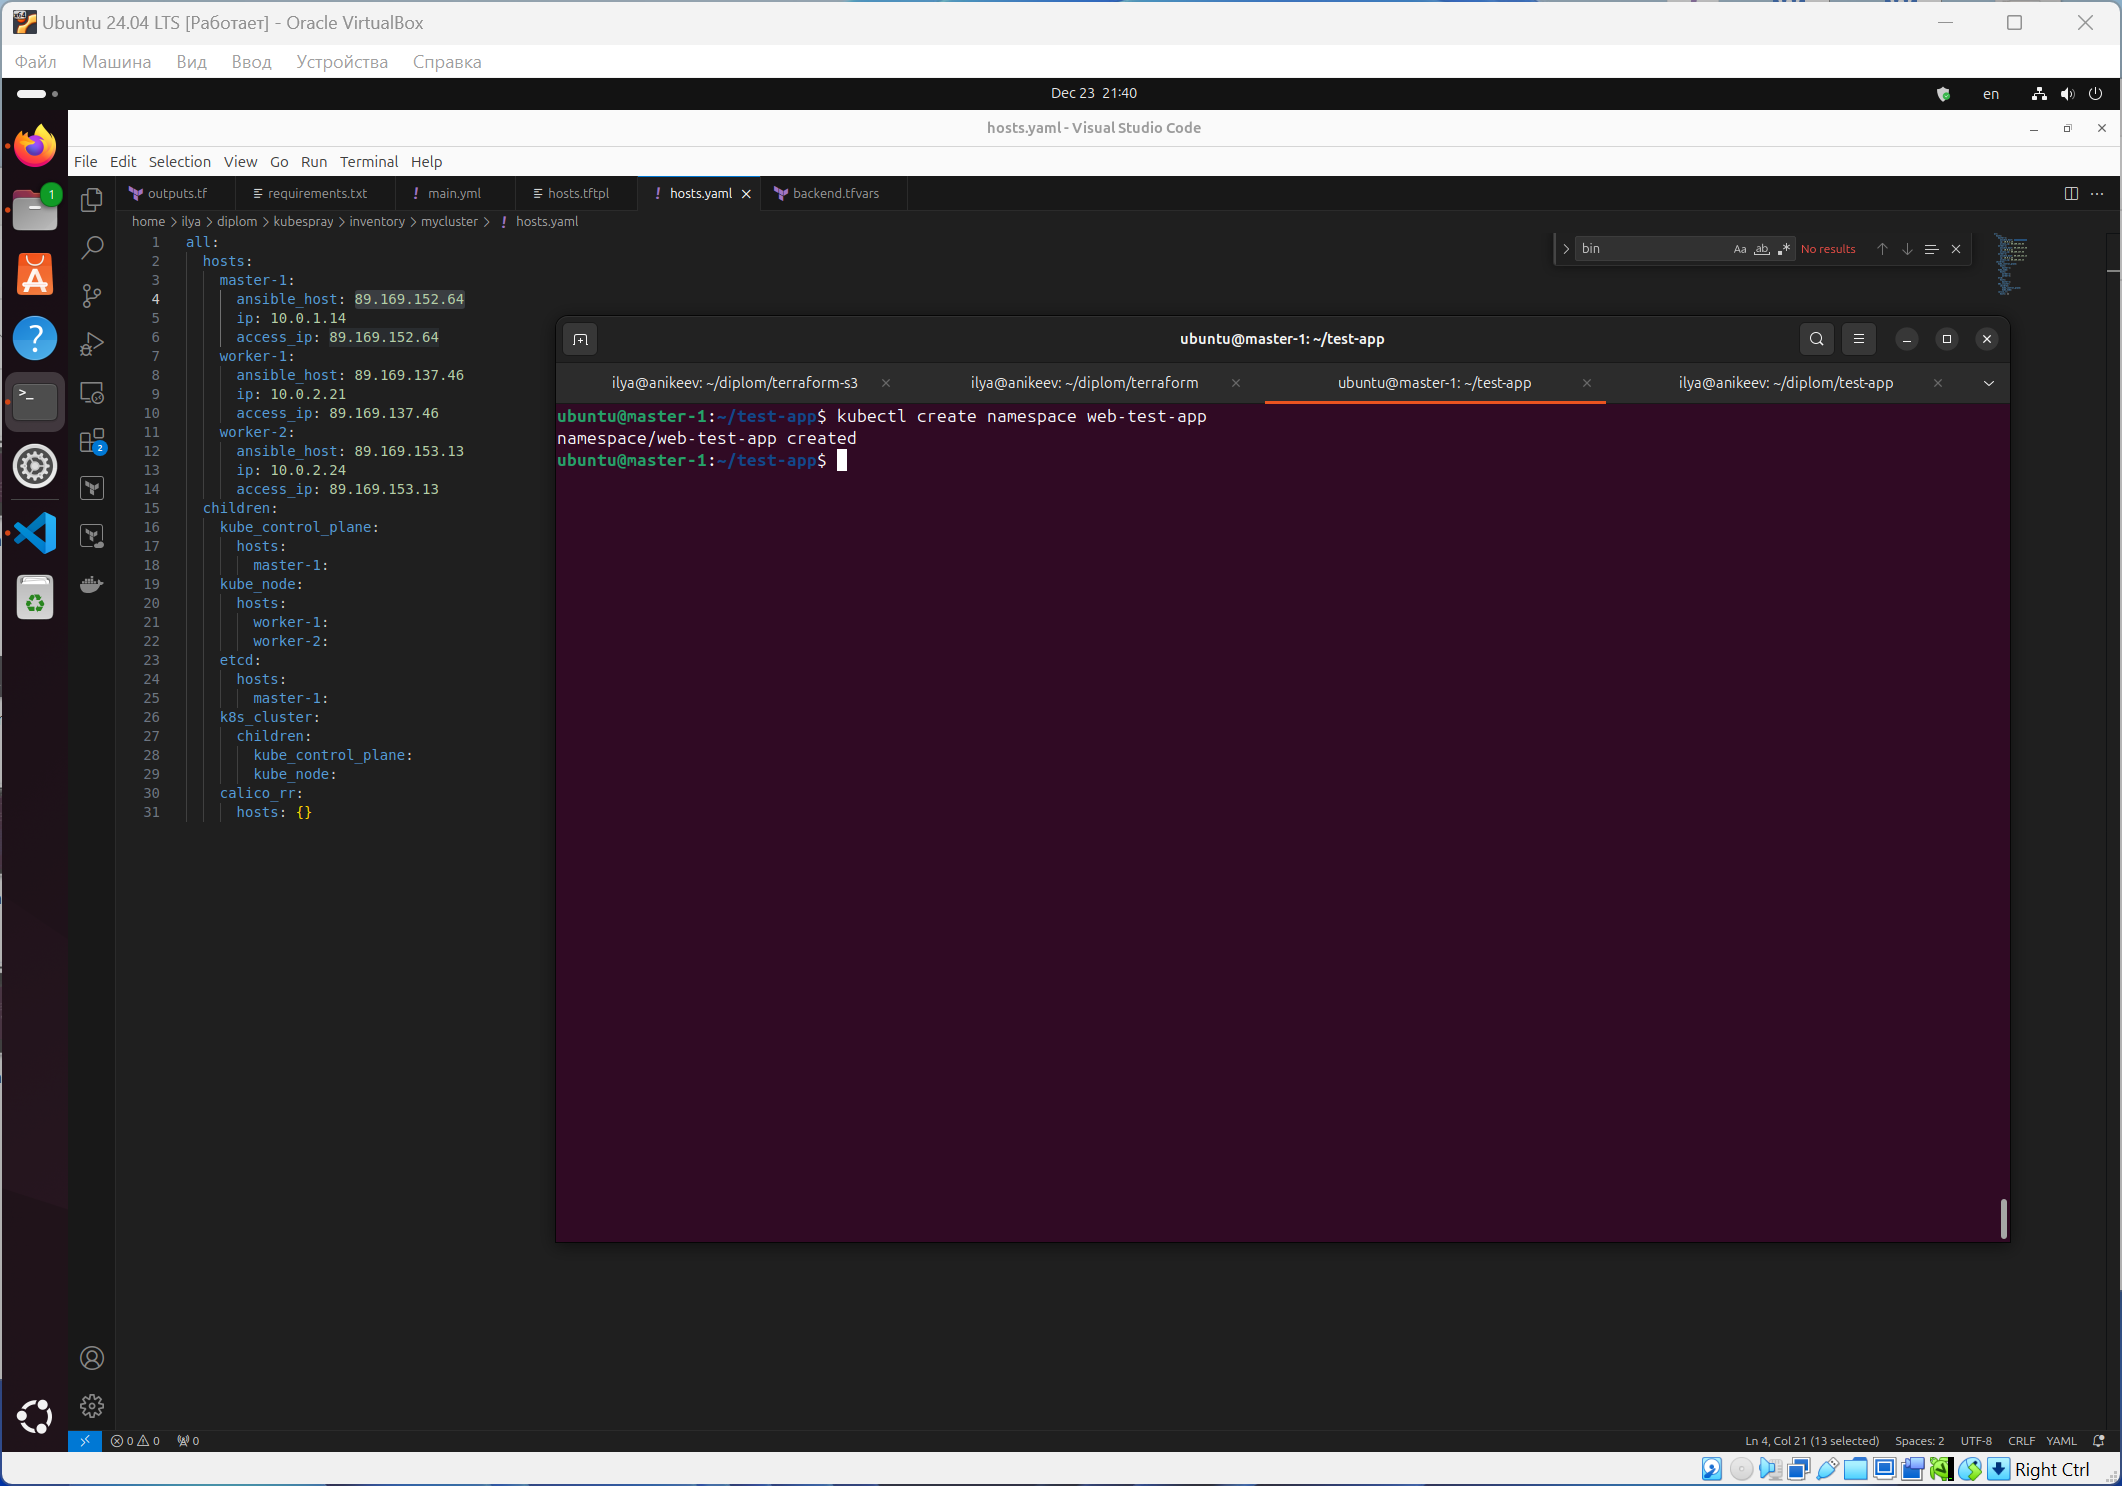 Ubuntu 24.04 LTS [Работает] - Oracle VirtualBox
Файл Машина Вид Ввод Устройства Справка
Dec 23 21:40
en
hosts.yaml - Visual Studio Code
File Edit Selection View Go Run Terminal Help
outputs.tf requirements.txt main.yml hosts.tftpl hosts.yaml backend.tfvars
home > ilya > diplom > kubespray > inventory > mycluster > ! hosts.yaml
1 all:
2 hosts:
3 master-1:
4 ansible_host: 89.169.152.64
5 ip: 10.0.1.14
6 access_ip: 89.169.152.64
7 worker-1:
8 ansible_host: 89.169.137.46
9 ip: 10.0.2.21
10 access_ip: 89.169.137.46
11 worker-2:
12 ansible_host: 89.169.153.13
13 ip: 10.0.2.24
14 access_ip: 89.169.153.13
15 children:
16 kube_control_plane:
17 hosts:
18 master-1:
19 kube_node:
20 hosts:
21 worker-1:
22 worker-2:
23 etcd:
24 hosts:
25 master-1:
26 k8s_cluster:
27 children:
28 kube_control_plane:
29 kube_node:
30 calico_rr:
31 hosts: {}
bin Aa ab .* No results
1
2
ubuntu@master-1: ~/test-app
ilya@anikeev: ~/diplom/terraform-s3 ilya@anikeev: ~/diplom/terraform ubuntu@master-1: ~/test-app ilya@anikeev: ~/diplom/test-app
ubuntu@master-1:~/test-app$ kubectl create namespace web-test-app
namespace/web-test-app created
ubuntu@master-1:~/test-app$
0 0 0
Ln 4, Col 21 (13 selected) Spaces: 2 UTF-8 CRLF YAML
Right Ctrl